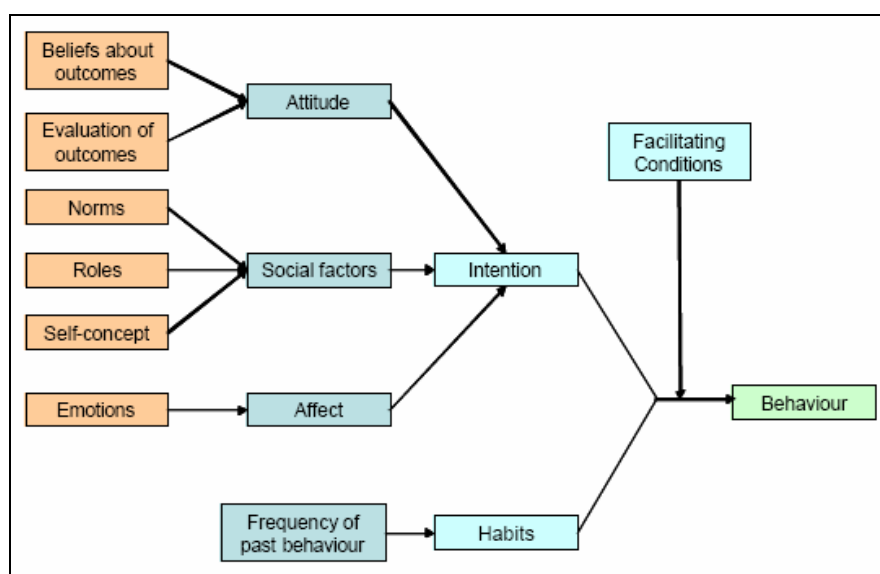 Beliefs about
outcomes
Evaluation of
outcomes
Attitude
Facilitating
Conditions
Norms
Roles
Self-concept
Social factors
Intention
Emotions
Affect
Behaviour
Frequency of
past behaviour
Habits